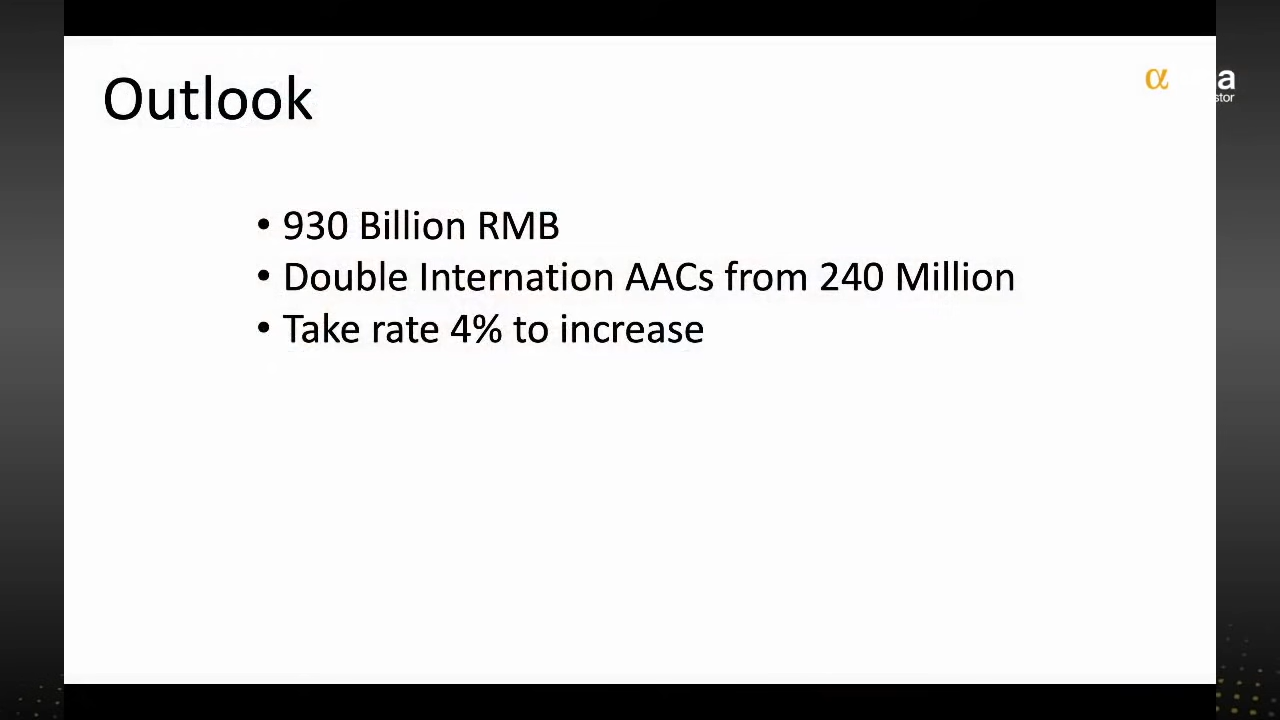 Outlook
α
• 930 Billion RMB
• Double Internation AACs from 240 Million
• Take rate 4% to increase